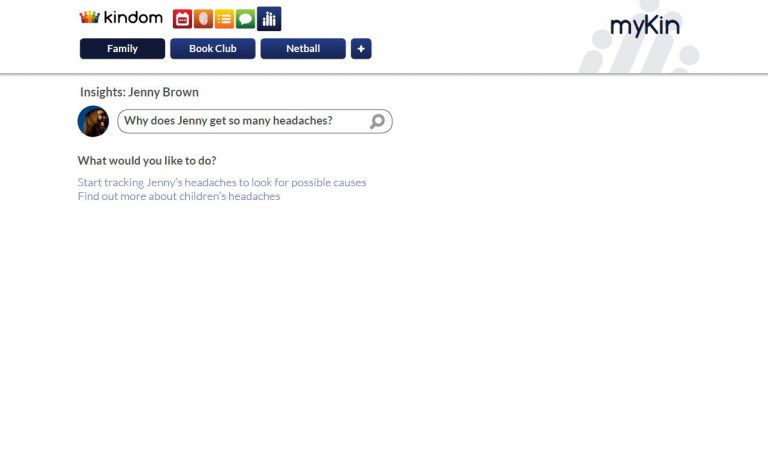 kindom
myKin
Family
Book Club
Netball
+
Insights: Jenny Brown
Why does Jenny get so many headaches?
What would you like to do?
Start tracking Jenny's headaches to look for possible causes
Find out more about children's headaches